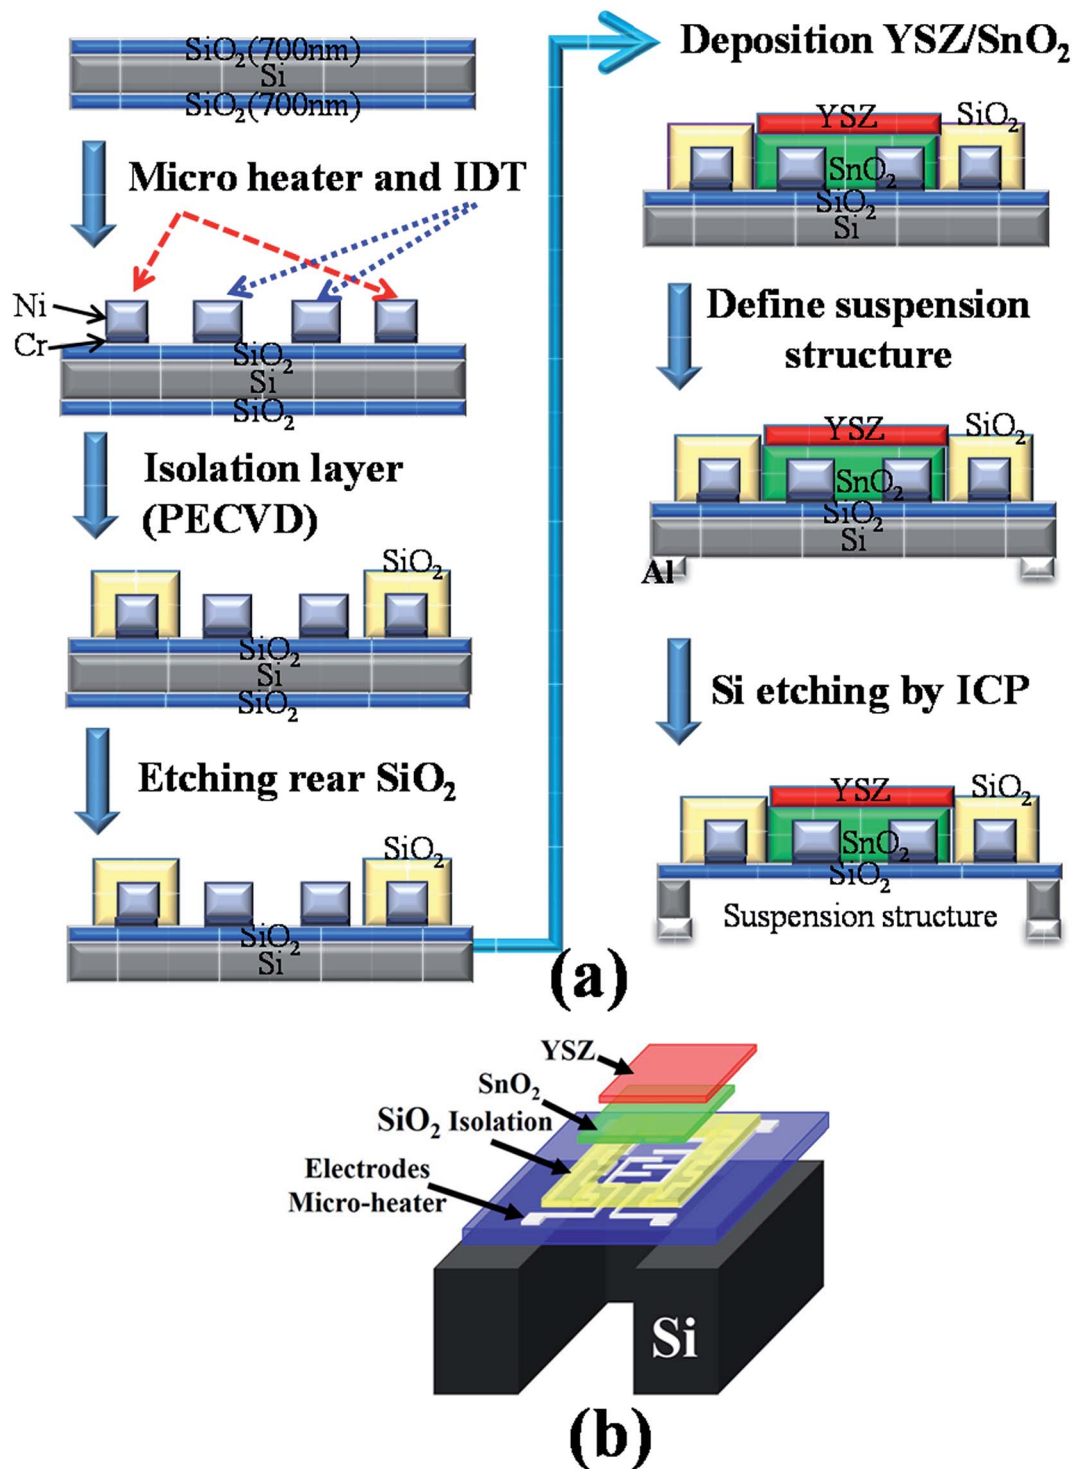 SiO₂(700nm)
Si
SiO₂(700nm)
Micro heater and IDT
Ni
Cr
SiO₂
Si
SiO₂
Isolation layer
(PECVD)
SiO₂
SiO₂
Si
SiO₂
Etching rear SiO₂
SiO₂
SiO₂
Si
Deposition YSZ/SnO₂
YSZ
SiO₂
SnO₂
SiO₂
Si
Define suspension
structure
YSZ
SiO₂
SnO₂
SiO₂
Si
Al
Si etching by ICP
YSZ
SiO₂
SnO₂
SiO₂
Suspension structure
(a)
YSZ
SnO₂
SiO₂ Isolation
Electrodes
Micro-heater
Si
(b)